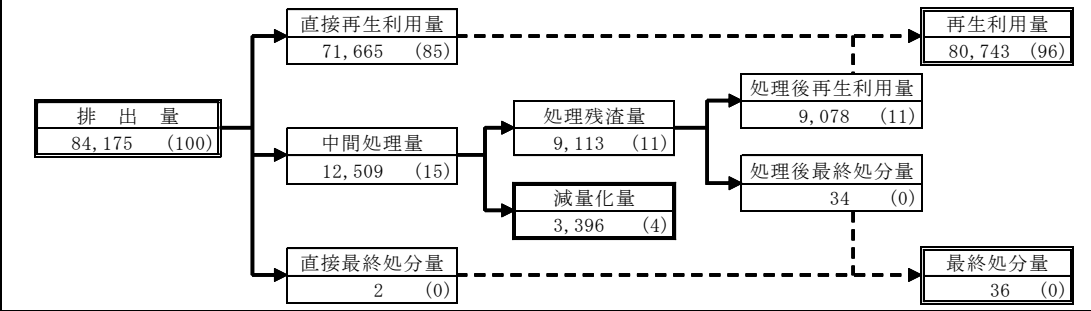 直接再生利用量
71,665 (85)
再生利用量
80,743 (96)
排 出 量
84,175 (100)
中間処理量
12,509 (15)
処理残渣量
9,113 (11)
処理後再生利用量
9,078 (11)
処理後最終処分量
34 (0)
減量化量
3,396 (4)
直接最終処分量
2 (0)
最終処分量
36 (0)